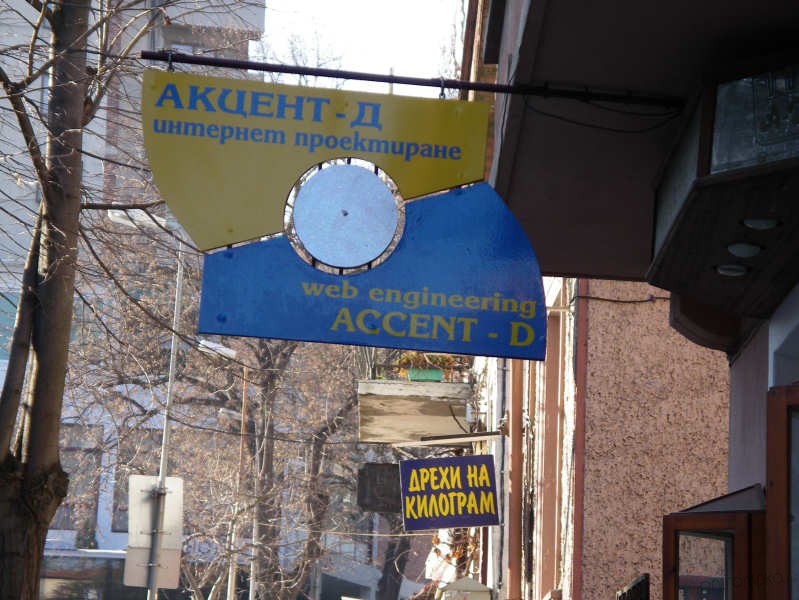 АКЦЕНТ - Д
интернет проектиране
web engineering
ACCENT - D
ДРЕХИ НА
КИЛОГРАМ